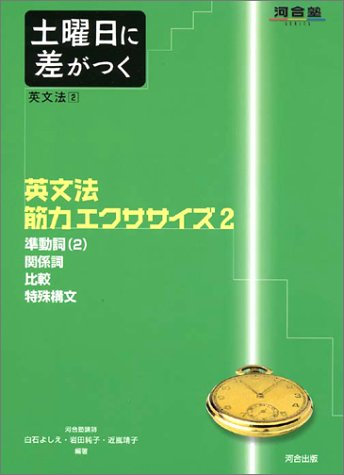 土曜日に
差がつく
英文法2
河合塾
SERIES
英文法
筋力エクササイズ2
準動詞(2)
関係詞
比較
特殊構文
河合塾講師
白石よしえ・岩田純子・近嵐靖子
編著
河合出版